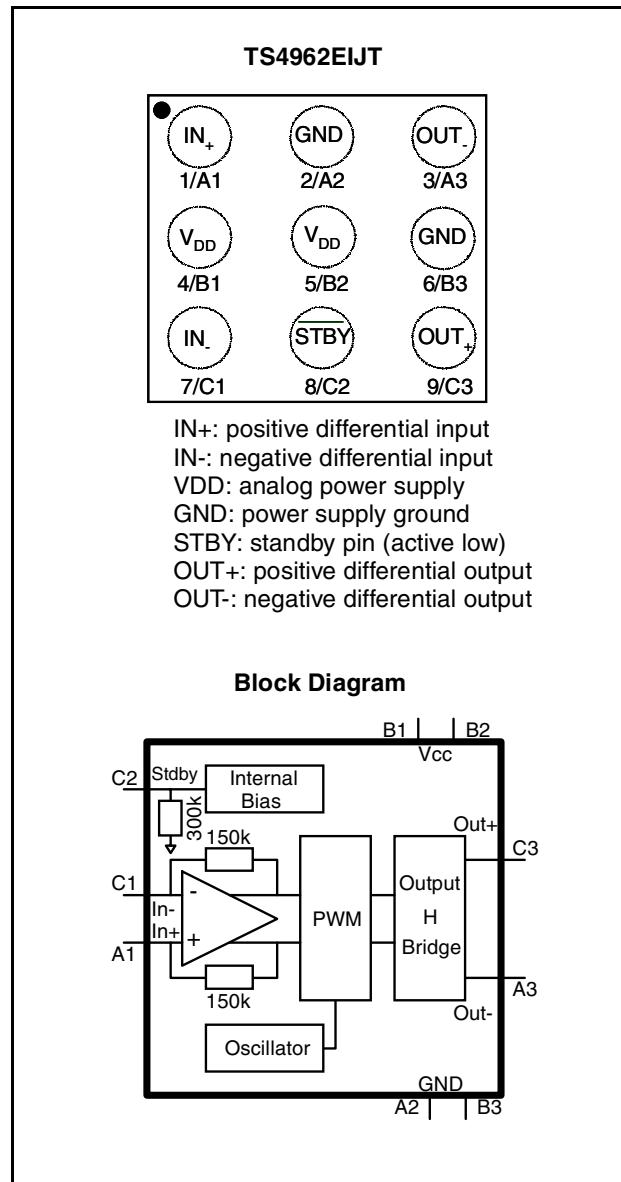 TS4962EIJT
IN+ GND OUT-
1/A1 2/A2 3/A3
VDD VDD GND
4/B1 5/B2 6/B3
IN- STBY OUT+
7/C1 8/C2 9/C3
IN+: positive differential input
IN-: negative differential input
VDD: analog power supply
GND: power supply ground
STBY: standby pin (active low)
OUT+: positive differential output
OUT-: negative differential output
Block Diagram
B1 B2
Vcc
C2 Stdby Internal
Bias
300k
150k
Out+
C3
C1
-
Output
In-
PWM
H
In+
+
Bridge
A1
A3
150k
Out-
Oscillator
GND
A2 B3